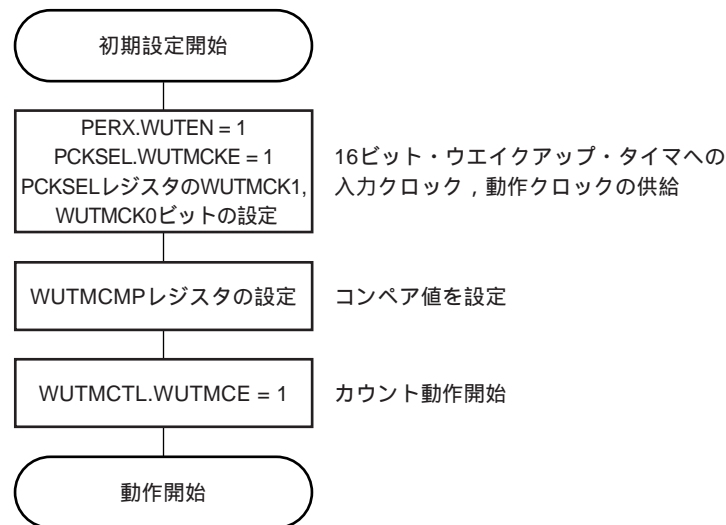 初期設定開始
PERX.WUTEN = 1
PCKSEL.WUTMCKE = 1
PCKSELレジスタのWUTMCK1,
WUTMCK0ビットの設定
16ビット・ウエイクアップ・タイマへの
入力クロック，動作クロックの供給
WUTMCMPレジスタの設定
コンペア値を設定
WUTMCTL.WUTMCE = 1
カウント動作開始
動作開始